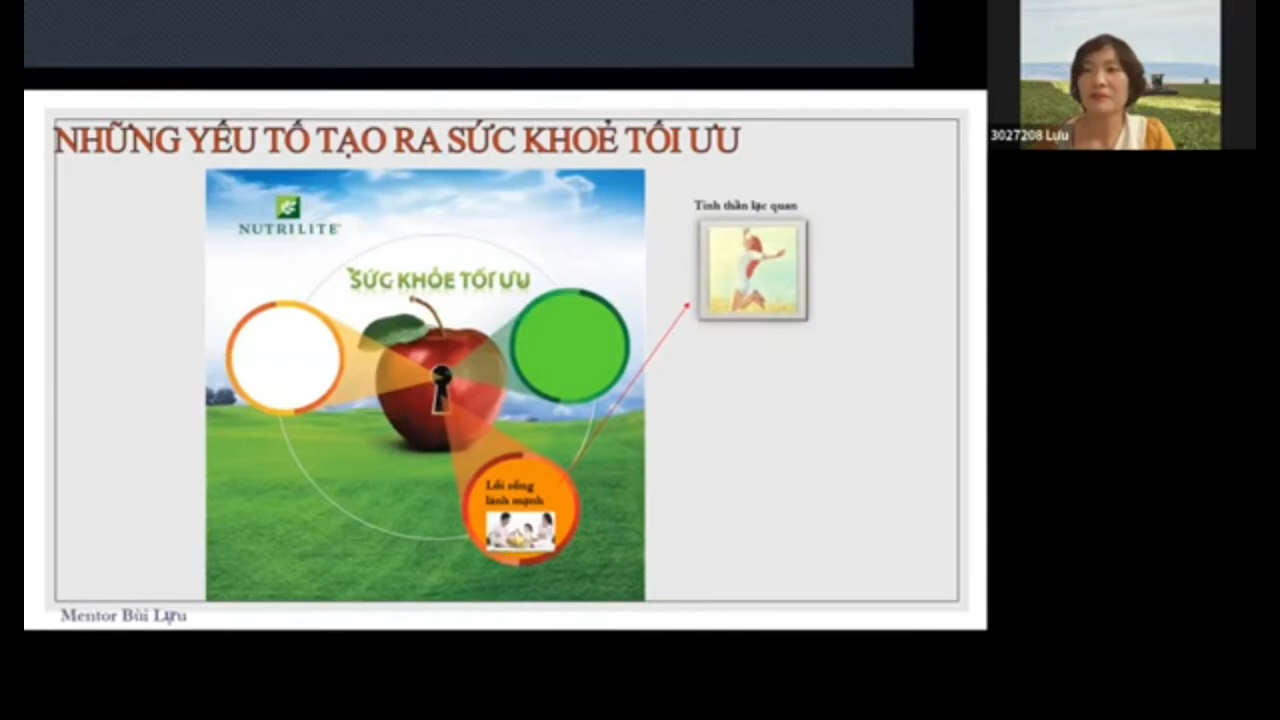 NHỮNG YẾU TỐ TẠO RA SỨC KHOẺ TỐI ƯU
NUTRILITE
SỨC KHỎE TỐI ƯU
Tinh thần lạc quan
Lối sống
lành mạnh
Mentor Bùi Lựu
3027208 Lưu